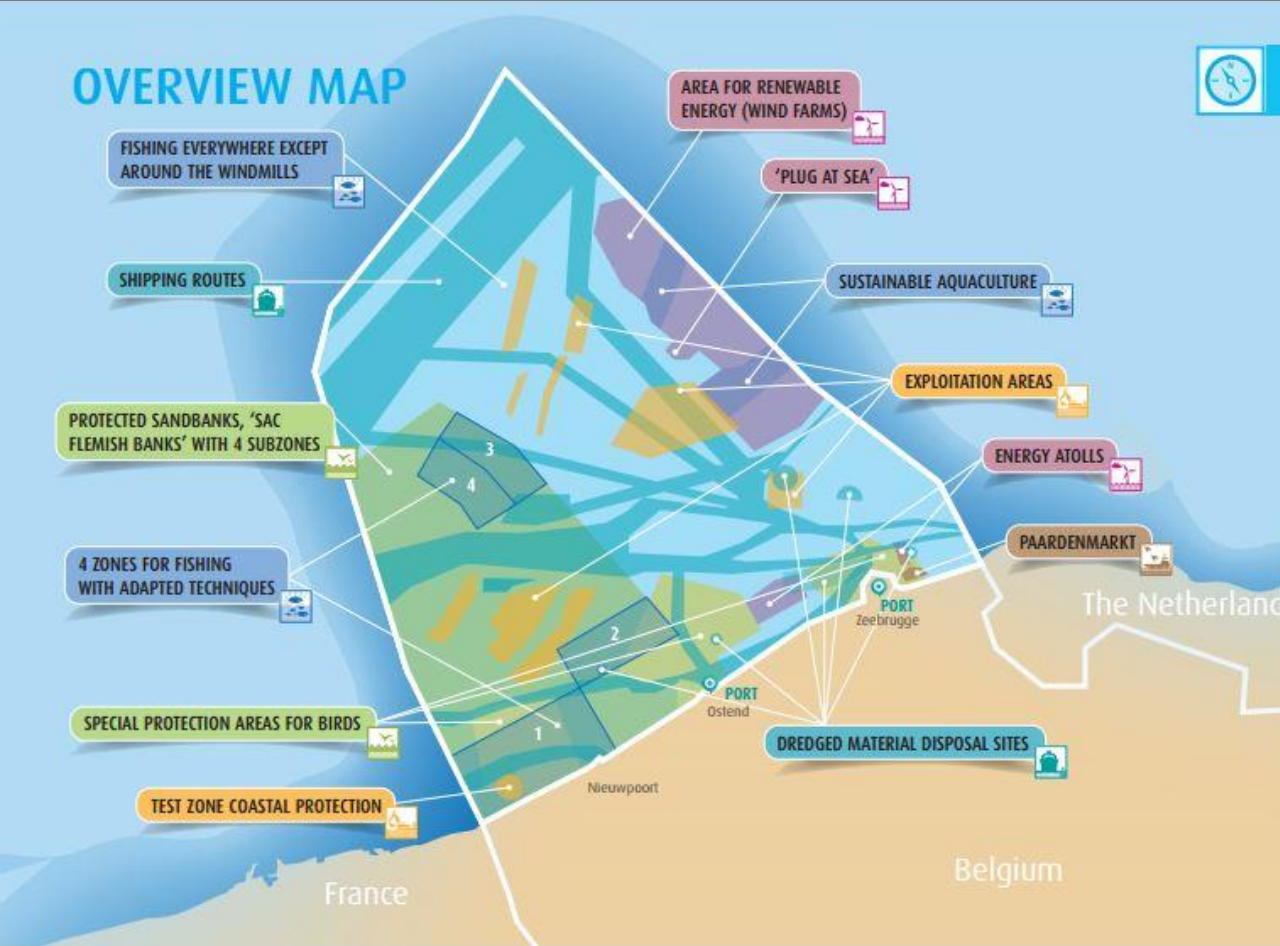 OVERVIEW MAP
FISHING EVERYWHERE EXCEPT
AROUND THE WINDMILLS
AREA FOR RENEWABLE
ENERGY (WIND FARMS)
'PLUG AT SEA'
SHIPPING ROUTES
SUSTAINABLE AQUACULTURE
EXPLOITATION AREAS
PROTECTED SANDBANKS, 'SAC
FLEMISH BANKS' WITH 4 SUBZONES
3
4
ENERGY ATOLLS
PAARDENMARKT
4 ZONES FOR FISHING
WITH ADAPTED TECHNIQUES
The Netherlanc
PORT
Zeebrugge
2
PORT
Ostend
SPECIAL PROTECTION AREAS FOR BIRDS
1
DREDGED MATERIAL DISPOSAL SITES
Nieuwpoort
TEST ZONE COASTAL PROTECTION
Belgium
France